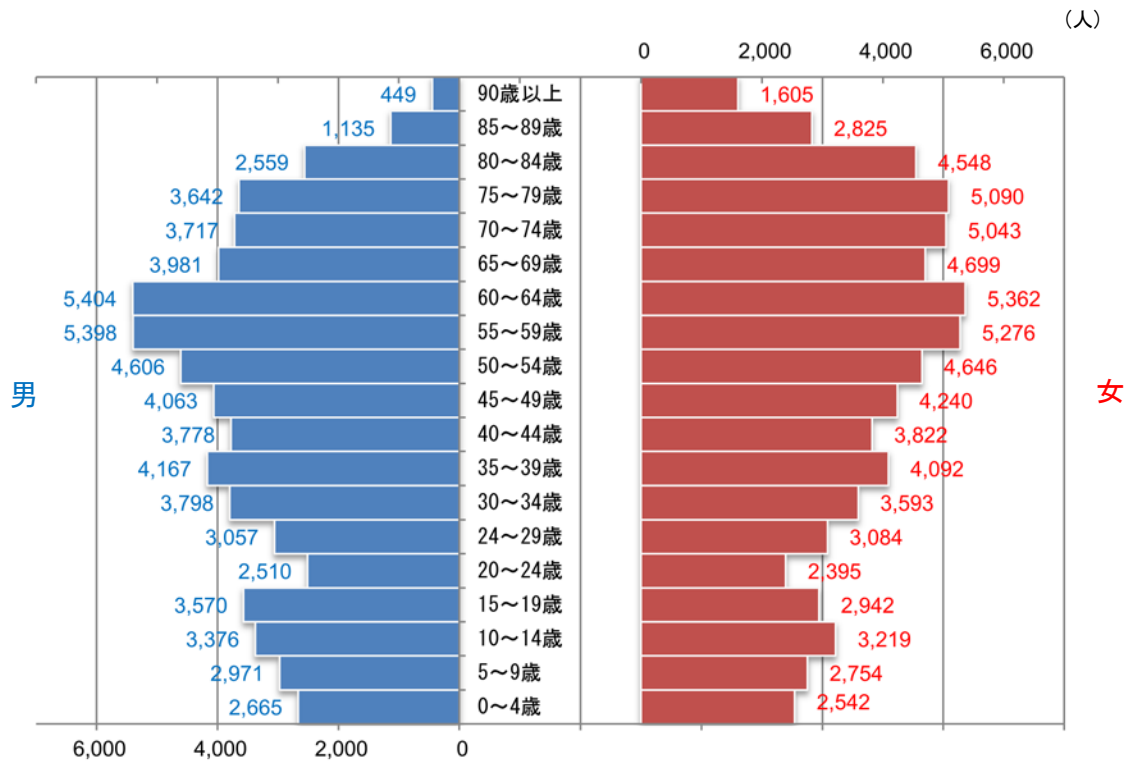 （人）
0 2,000 4,000 6,000
449 90歳以上 1,605
1,135 85～89歳 2,825
2,559 80～84歳 4,548
3,642 75～79歳 5,090
3,717 70～74歳 5,043
3,981 65～69歳 4,699
5,404 60～64歳 5,362
5,398 55～59歳 5,276
4,606 50～54歳 4,646
男 4,063 45～49歳 4,240 女
3,778 40～44歳 3,822
4,167 35～39歳 4,092
3,798 30～34歳 3,593
3,057 24～29歳 3,084
2,510 20～24歳 2,395
3,570 15～19歳 2,942
3,376 10～14歳 3,219
2,971 5～9歳 2,754
2,665 0～4歳 2,542
6,000 4,000 2,000 0